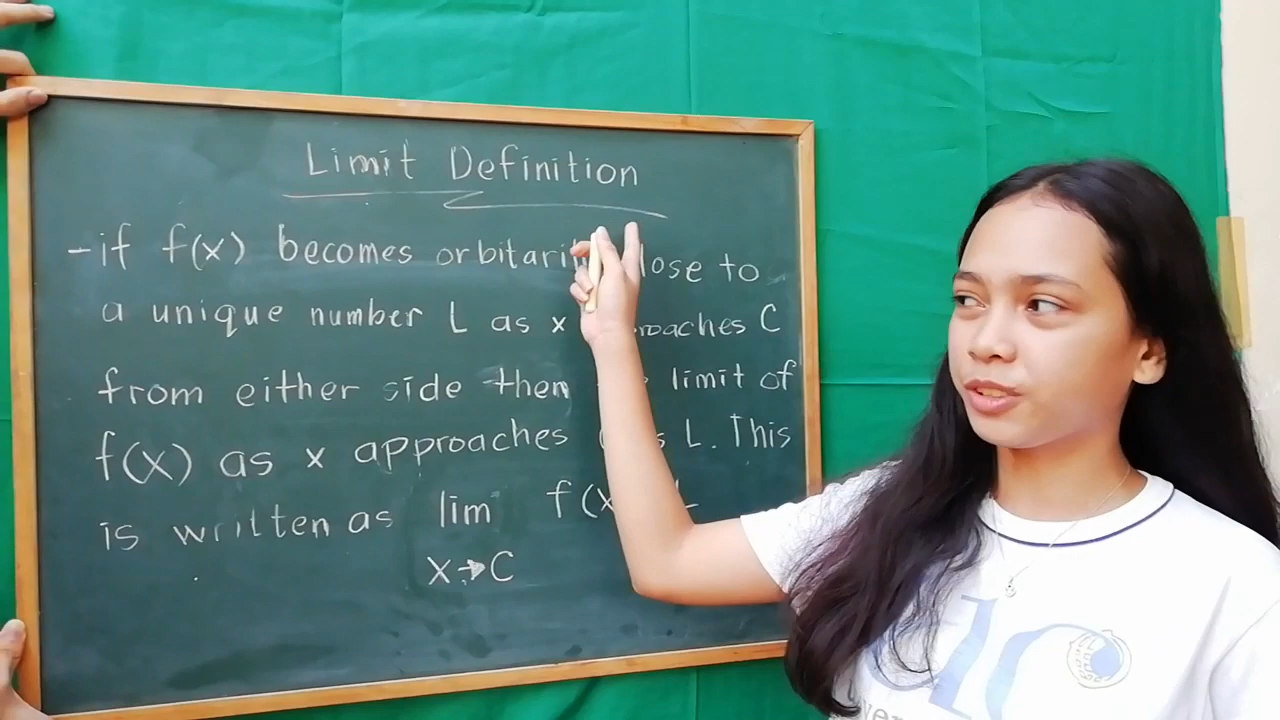 Limit Definition
- if f(x) becomes orbitaril lose to
a unique number L as x roaches C
from either side then limit of
f(x) as x approaches s L. This
is written as lim f(x L
x→C